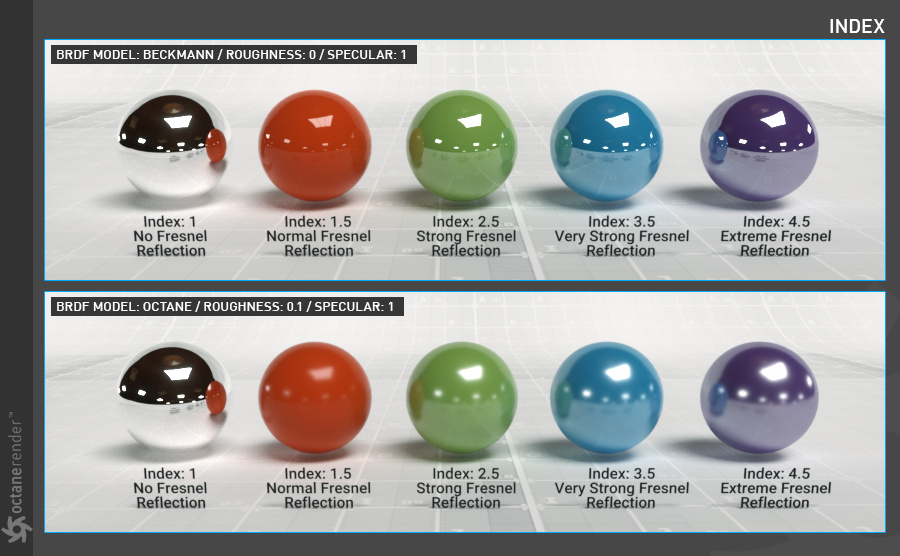 INDEX
BRDF MODEL: BECKMANN / ROUGHNESS: 0 / SPECULAR: 1
Index: 1
No Fresnel
Reflection
Index: 1.5
Normal Fresnel
Reflection
Index: 2.5
Strong Fresnel
Reflection
Index: 3.5
Very Strong Fresnel
Reflection
Index: 4.5
Extreme Fresnel
Reflection
BRDF MODEL: OCTANE / ROUGHNESS: 0.1 / SPECULAR: 1
Index: 1
No Fresnel
Reflection
Index: 1.5
Normal Fresnel
Reflection
Index: 2.5
Strong Fresnel
Reflection
Index: 3.5
Very Strong Fresnel
Reflection
Index: 4.5
Extreme Fresnel
Reflection
octanerender™